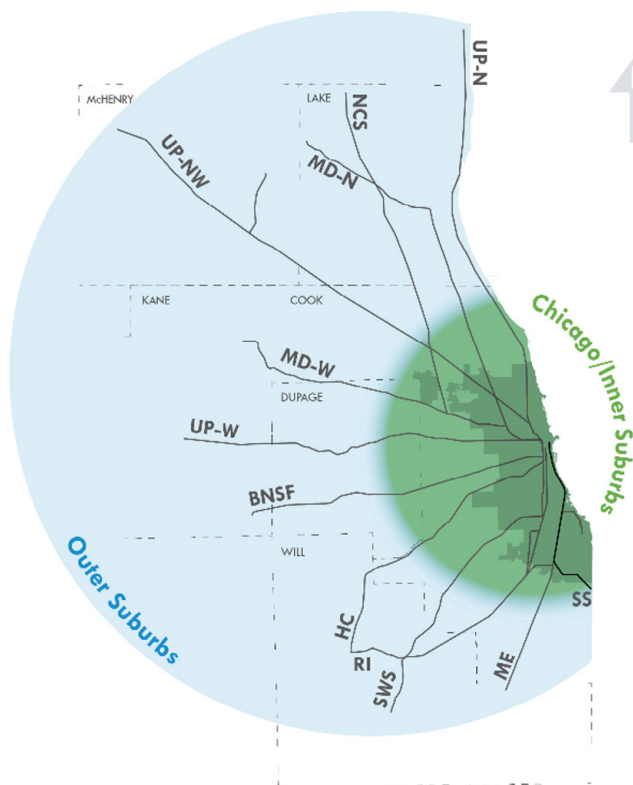 UP-N
McHENRY
LAKE
NCS
UP-NW
MD-N
KANE
COOK
Chicago/Inner Suburbs
MD-W
DUPAGE
UP-W
BNSF
WILL
Outer Suburbs
SS
HC
RI
ME
SWS